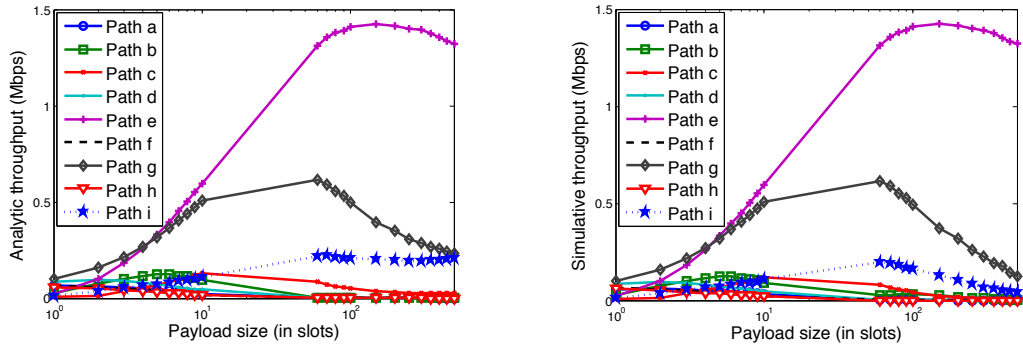 1.5
1
0.5
Analytic throughput (Mbps)
Path a
Path b
Path c
Path d
Path e
Path f
Path g
Path h
Path i
10^0
10^1
10^2
Payload size (in slots)
1.5
1
0.5
0
Simulative throughput (Mbps)
Path a
Path b
Path c
Path d
Path e
Path f
Path g
Path h
Path i
10^0
10^1
10^2
Payload size (in slots)